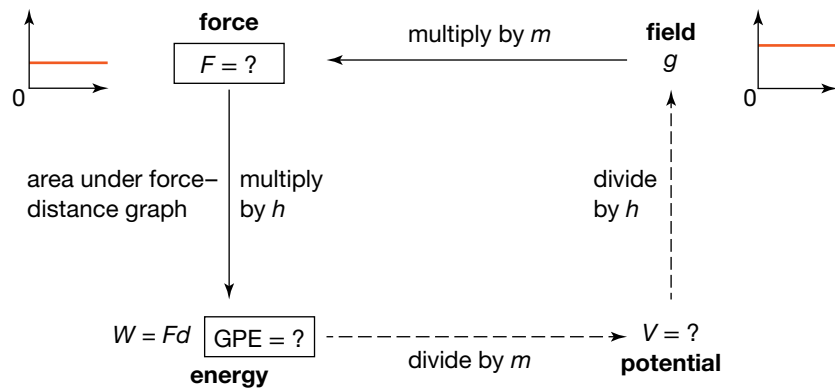 force
F = ?
multiply by m
field
g
0
0
area under force–
distance graph
multiply
by h
divide
by h
W = Fd
GPE = ?
energy
divide by m
V = ?
potential